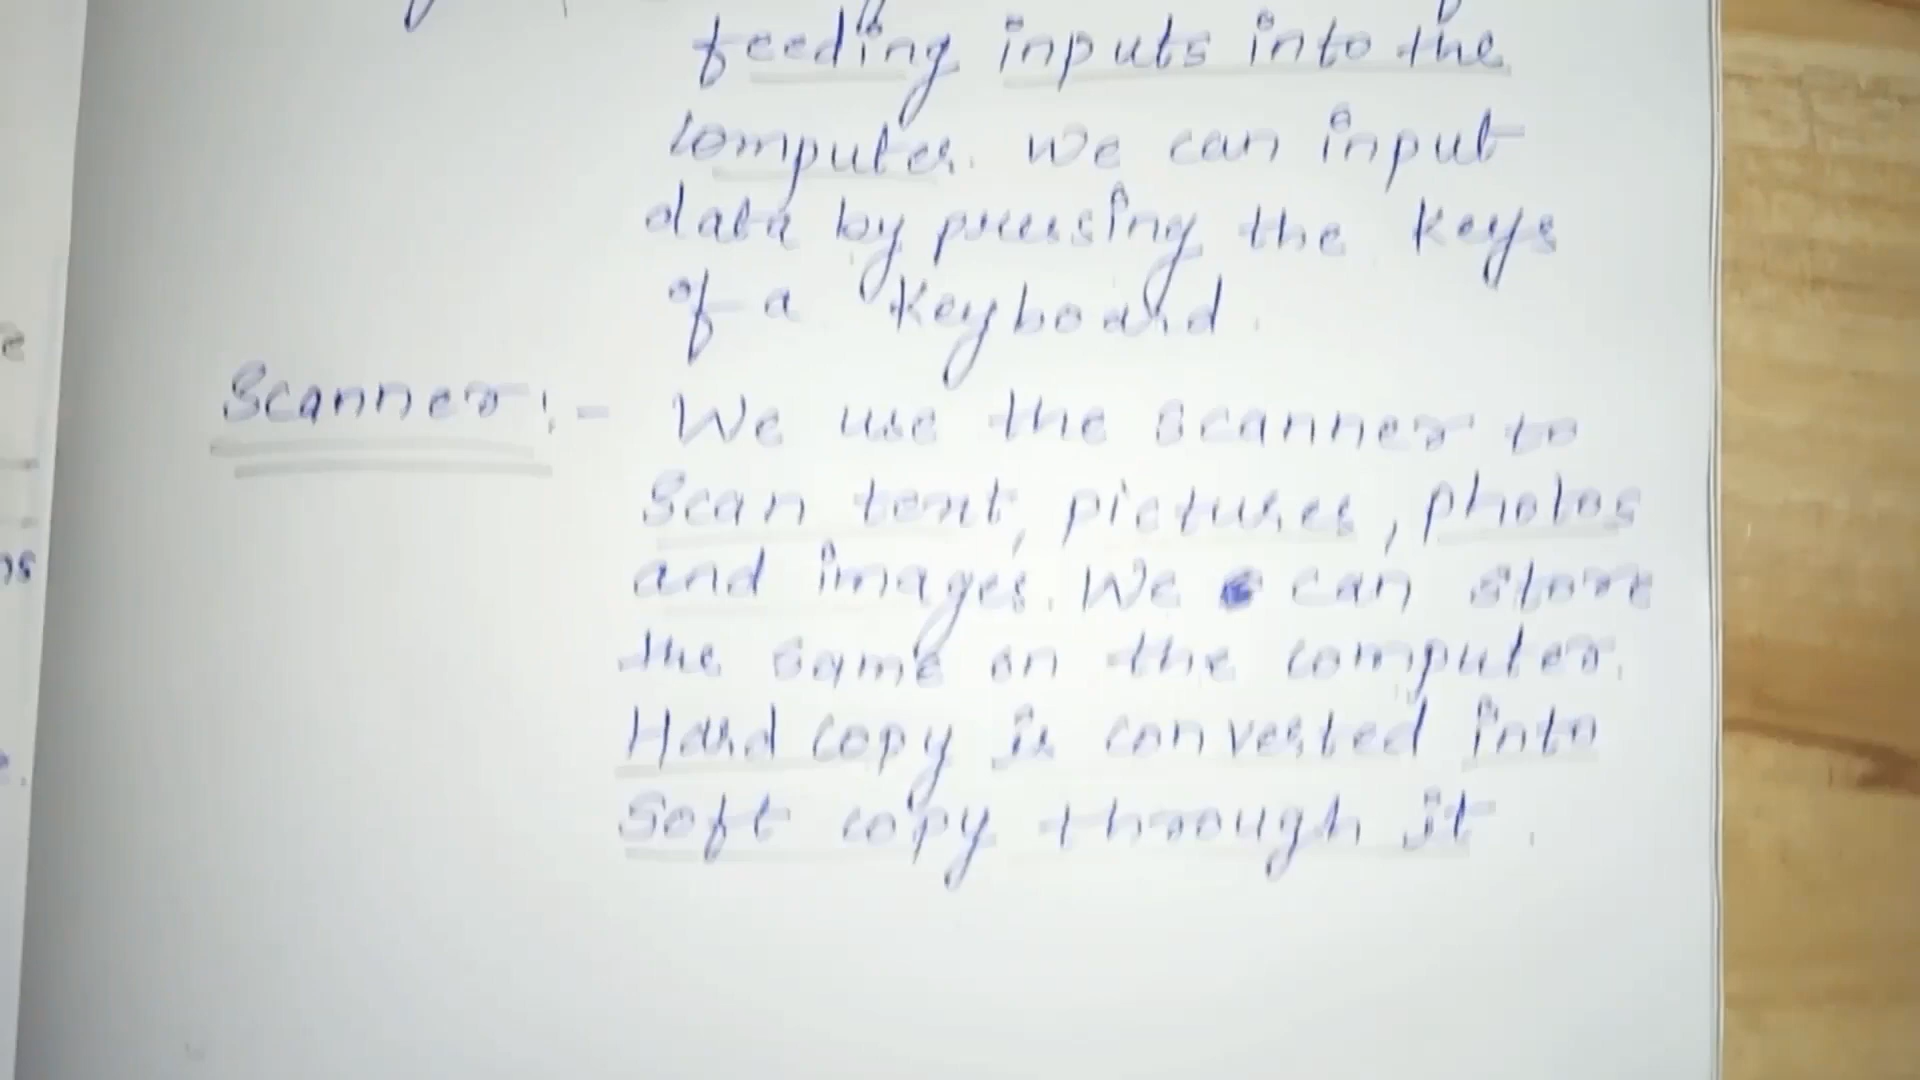 feeding inputs into the
computer. We can input
data by pressing the keys
of a Keyboard.
Scanner:- We use the scanner to
Scan text, pictures, photos
and images. We can store
the same on the computer.
Hard copy is converted into
Soft copy through it.